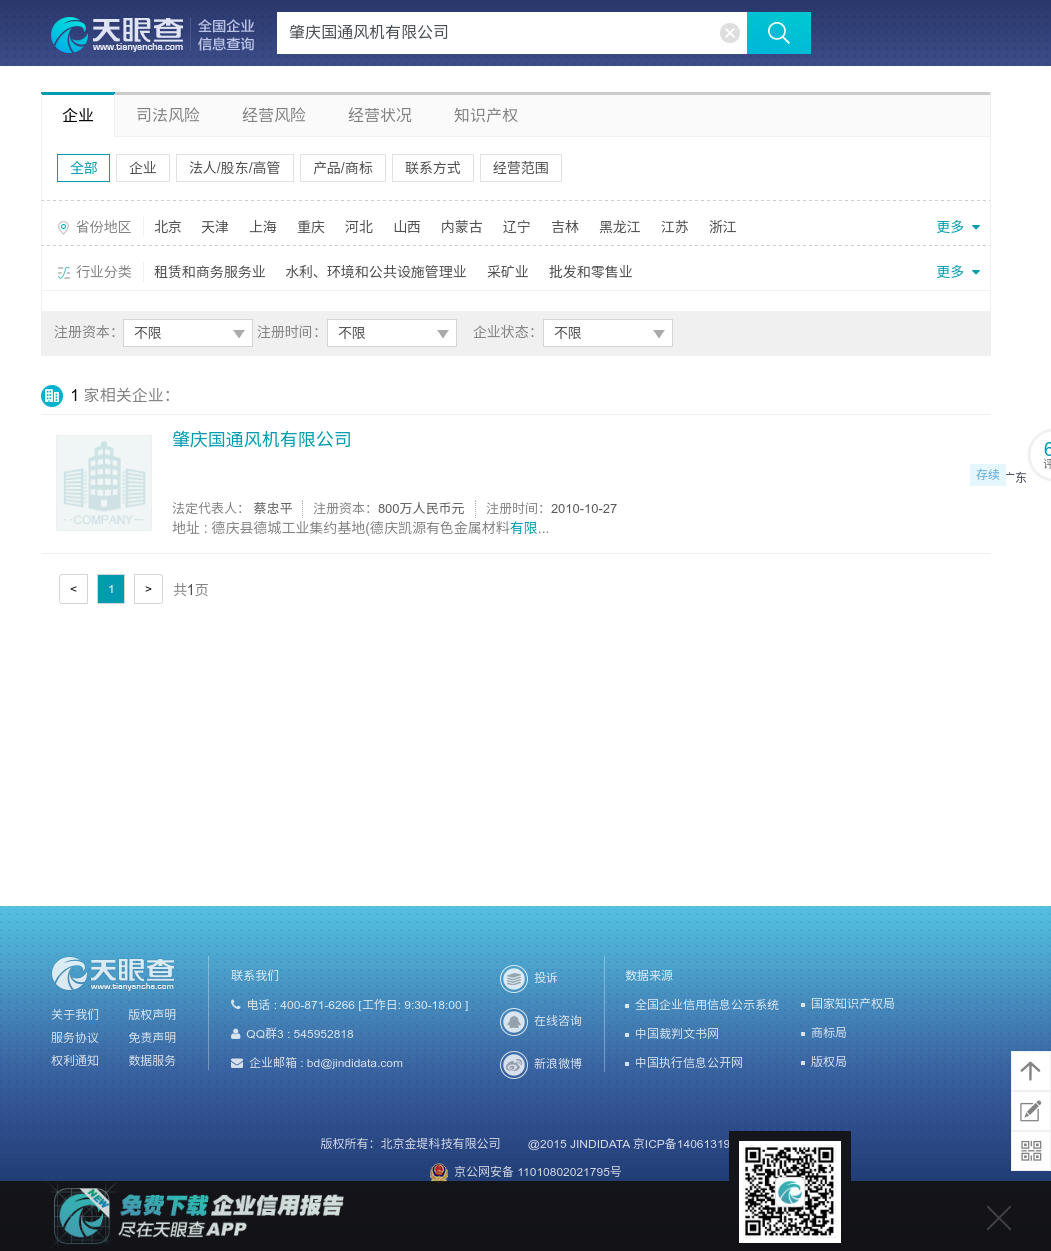 天眼查
www.tianyancha.com
全国企业
信息查询
肇庆国通风机有限公司
企业 司法风险 经营风险 经营状况 知识产权
全部 企业 法人/股东/高管 产品/商标 联系方式 经营范围
省份地区 北京 天津 上海 重庆 河北 山西 内蒙古 辽宁 吉林 黑龙江 江苏 浙江 更多
行业分类 租赁和商务服务业 水利、环境和公共设施管理业 采矿业 批发和零售业 更多
注册资本： 不限 注册时间： 不限 企业状态： 不限
1 家相关企业：
肇庆国通风机有限公司
6
评
存续 广东
COMPANY
法定代表人： 蔡忠平 注册资本：800万人民币元 注册时间：2010-10-27
地址 : 德庆县德城工业集约基地(德庆凯源有色金属材料有限...
< 1 > 共1页
天眼查
www.tianyancha.com
关于我们 版权声明
服务协议 免责声明
权利通知 数据服务
联系我们
电话 : 400-871-6266 [工作日: 9:30-18:00 ]
QQ群3 : 545952818
企业邮箱 : bd@jindidata.com
投诉
在线咨询
新浪微博
数据来源
全国企业信用信息公示系统 国家知识产权局
中国裁判文书网 商标局
中国执行信息公开网 版权局
版权所有：北京金堤科技有限公司 @2015 JINDIDATA 京ICP备14061319
京公网安备 11010802021795号
NEW
免费下载 企业信用报告
尽在天眼查APP